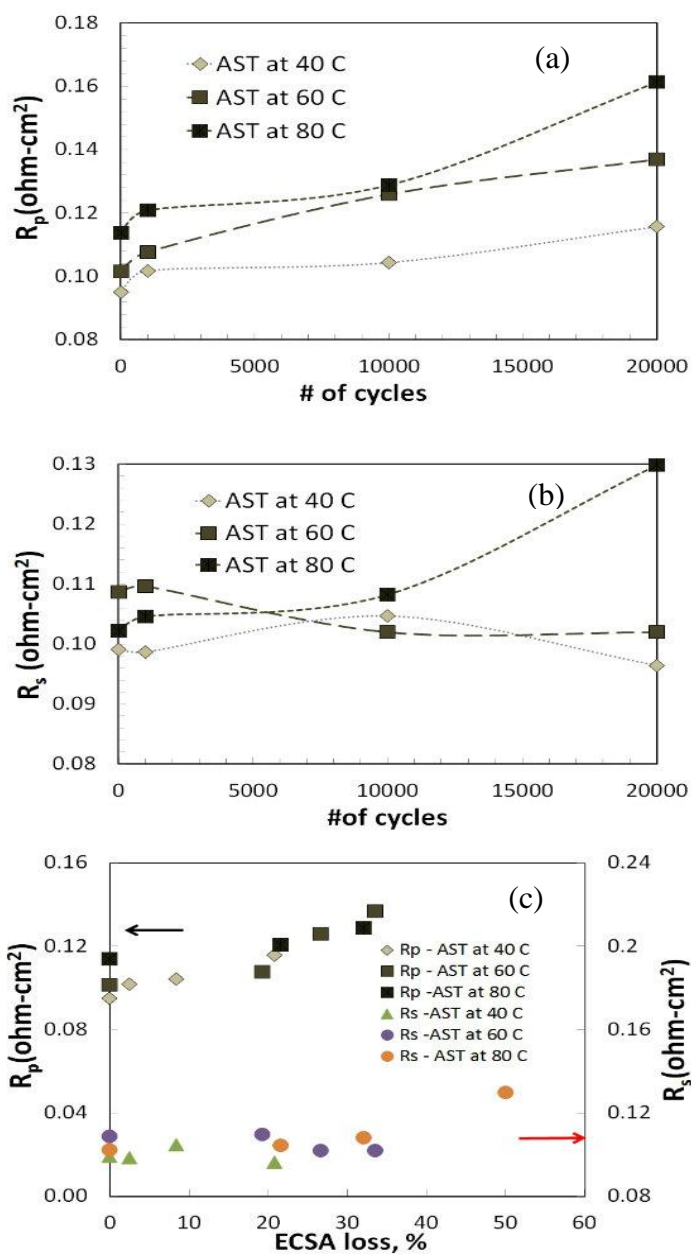 0.18
0.16
0.14
0.12
0.10
0.08
R_p(ohm-cm²)
AST at 40 C
AST at 60 C
AST at 80 C
(a)
0 5000 10000 15000 20000
# of cycles
0.13
0.12
0.11
0.10
0.09
0.08
R_s (ohm-cm²)
AST at 40 C
AST at 60 C
AST at 80 C
(b)
0 5000 10000 15000 20000
#of cycles
0.16
0.12
0.08
0.04
0.00
R_p(ohm-cm²)
(c)
Rp - AST at 40 C
Rp - AST at 60 C
Rp -AST at 80 C
Rs -AST at 40 C
Rs -AST at 60 C
Rs - AST at 80 C
0.24
0.2
0.16
0.12
0.08
R_s(ohm-cm²)
0 10 20 30 40 50 60
ECSA loss, %